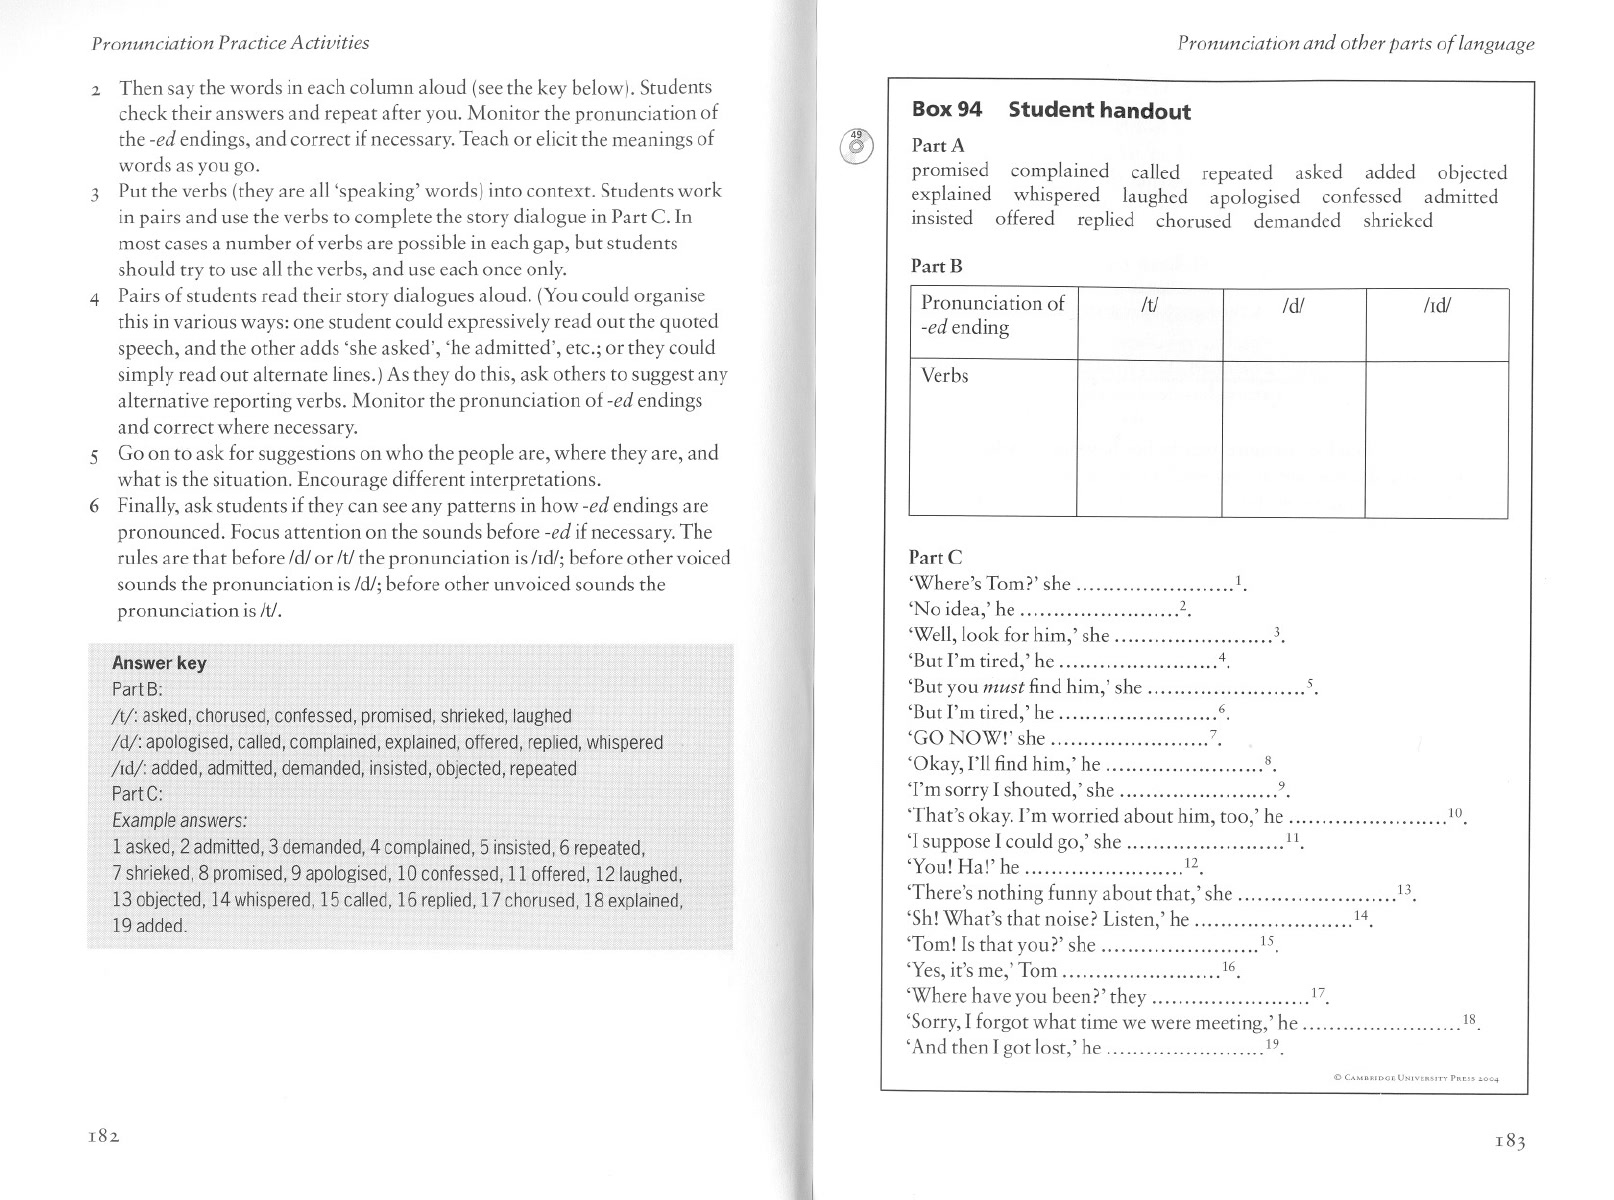 Pronunciation Practice Activities
2 Then say the words in each column aloud (see the key below). Students
check their answers and repeat after you. Monitor the pronunciation of
the -ed endings, and correct if necessary. Teach or elicit the meanings of
words as you go.
3 Put the verbs (they are all ‘speaking’ words) into context. Students work
in pairs and use the verbs to complete the story dialogue in Part C. In
most cases a number of verbs are possible in each gap, but students
should try to use all the verbs, and use each once only.
4 Pairs of students read their story dialogues aloud. (You could organise
this in various ways: one student could expressively read out the quoted
speech, and the other adds ‘she asked’, ‘he admitted’, etc.; or they could
simply read out alternate lines.) As they do this, ask others to suggest any
alternative reporting verbs. Monitor the pronunciation of -ed endings
and correct where necessary.
5 Go on to ask for suggestions on who the people are, where they are, and
what is the situation. Encourage different interpretations.
6 Finally, ask students if they can see any patterns in how -ed endings are
pronounced. Focus attention on the sounds before -ed if necessary. The
rules are that before /d/ or /t/ the pronunciation is /ɪd/; before other voiced
sounds the pronunciation is /d/; before other unvoiced sounds the
pronunciation is /t/.
Answer key
Part B:
/t/: asked, chorused, confessed, promised, shrieked, laughed
/d/: apologised, called, complained, explained, offered, replied, whispered
/ɪd/: added, admitted, demanded, insisted, objected, repeated
Part C:
Example answers:
1 asked, 2 admitted, 3 demanded, 4 complained, 5 insisted, 6 repeated,
7 shrieked, 8 promised, 9 apologised, 10 confessed, 11 offered, 12 laughed,
13 objected, 14 whispered, 15 called, 16 replied, 17 chorused, 18 explained,
19 added.
182
Pronunciation and other parts of language
Box 94 Student handout
49
Part A
promised complained called repeated asked added objected
explained whispered laughed apologised confessed admitted
insisted offered replied chorused demanded shrieked
Part B
Pronunciation of /t/ /d/ /ɪd/
-ed ending
Verbs
Part C
‘Where’s Tom?’ she ........................ ¹.
‘No idea,’ he ........................ ².
‘Well, look for him,’ she ........................ ³.
‘But I’m tired,’ he ........................ ⁴.
‘But you must find him,’ she ........................ ⁵.
‘But I’m tired,’ he ........................ ⁶.
‘GO NOW!’ she ........................ ⁷.
‘Okay, I’ll find him,’ he ........................ ⁸.
‘I’m sorry I shouted,’ she ........................ ⁹.
‘That’s okay. I’m worried about him, too,’ he ........................ ¹⁰.
‘I suppose I could go,’ she ........................ ¹¹.
‘You! Ha!’ he ........................ ¹².
‘There’s nothing funny about that,’ she ........................ ¹³.
‘Sh! What’s that noise? Listen,’ he ........................ ¹⁴.
‘Tom! Is that you?’ she ........................ ¹⁵.
‘Yes, it’s me,’ Tom ........................ ¹⁶.
‘Where have you been?’ they ........................ ¹⁷.
‘Sorry, I forgot what time we were meeting,’ he ........................ ¹⁸.
‘And then I got lost,’ he ........................ ¹⁹.
© CAMBRIDGE UNIVERSITY PRESS 2004
183